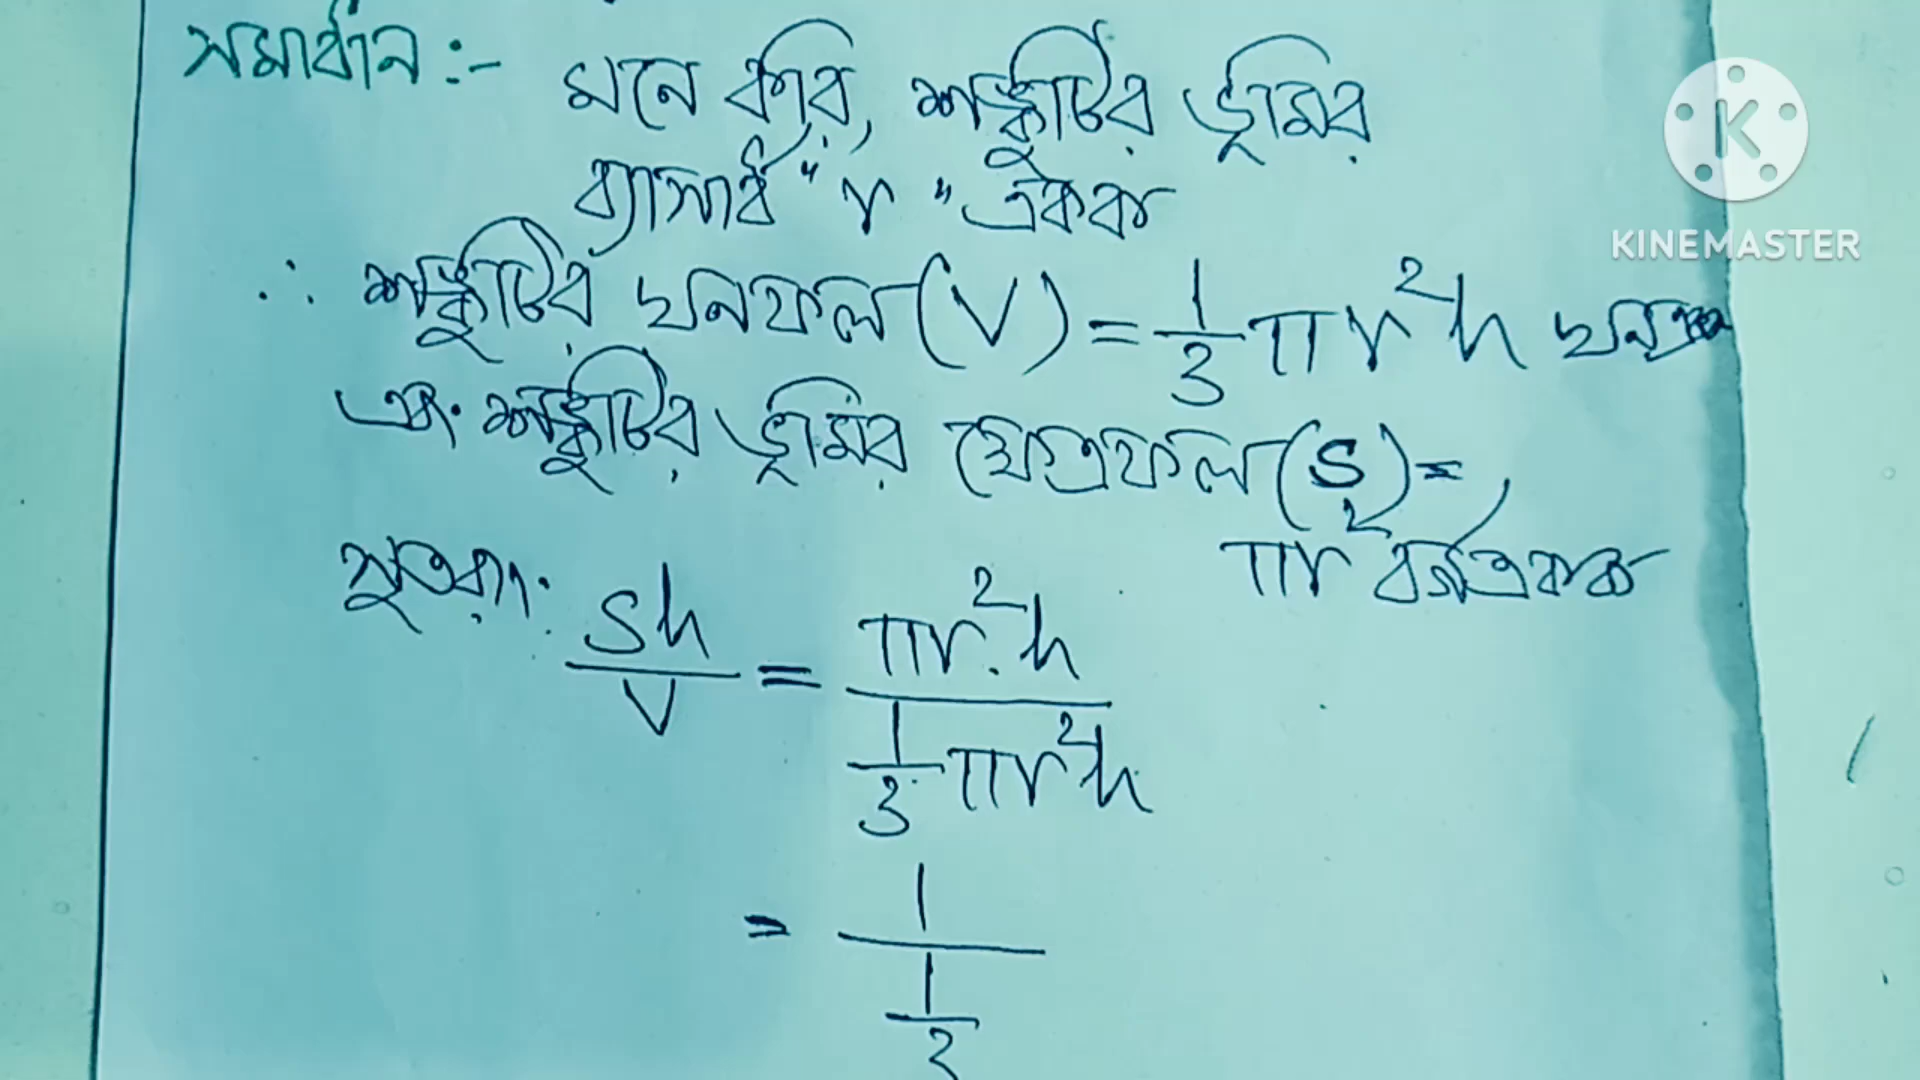 সমাধান :- মনে করি, শঙ্কুটির ভূমির
ব্যাসার্ধ "r" একক
∴ শঙ্কুটির ঘনফল (V) = 1/3 πr²h
এবং শঙ্কুটির ভূমির ক্ষেত্রফল (S) =
πr² বর্গএকক
সুতরাং Sh/V = πr².h / 1/3 πr²h
= 1 / 1/3
K
KINEMASTER